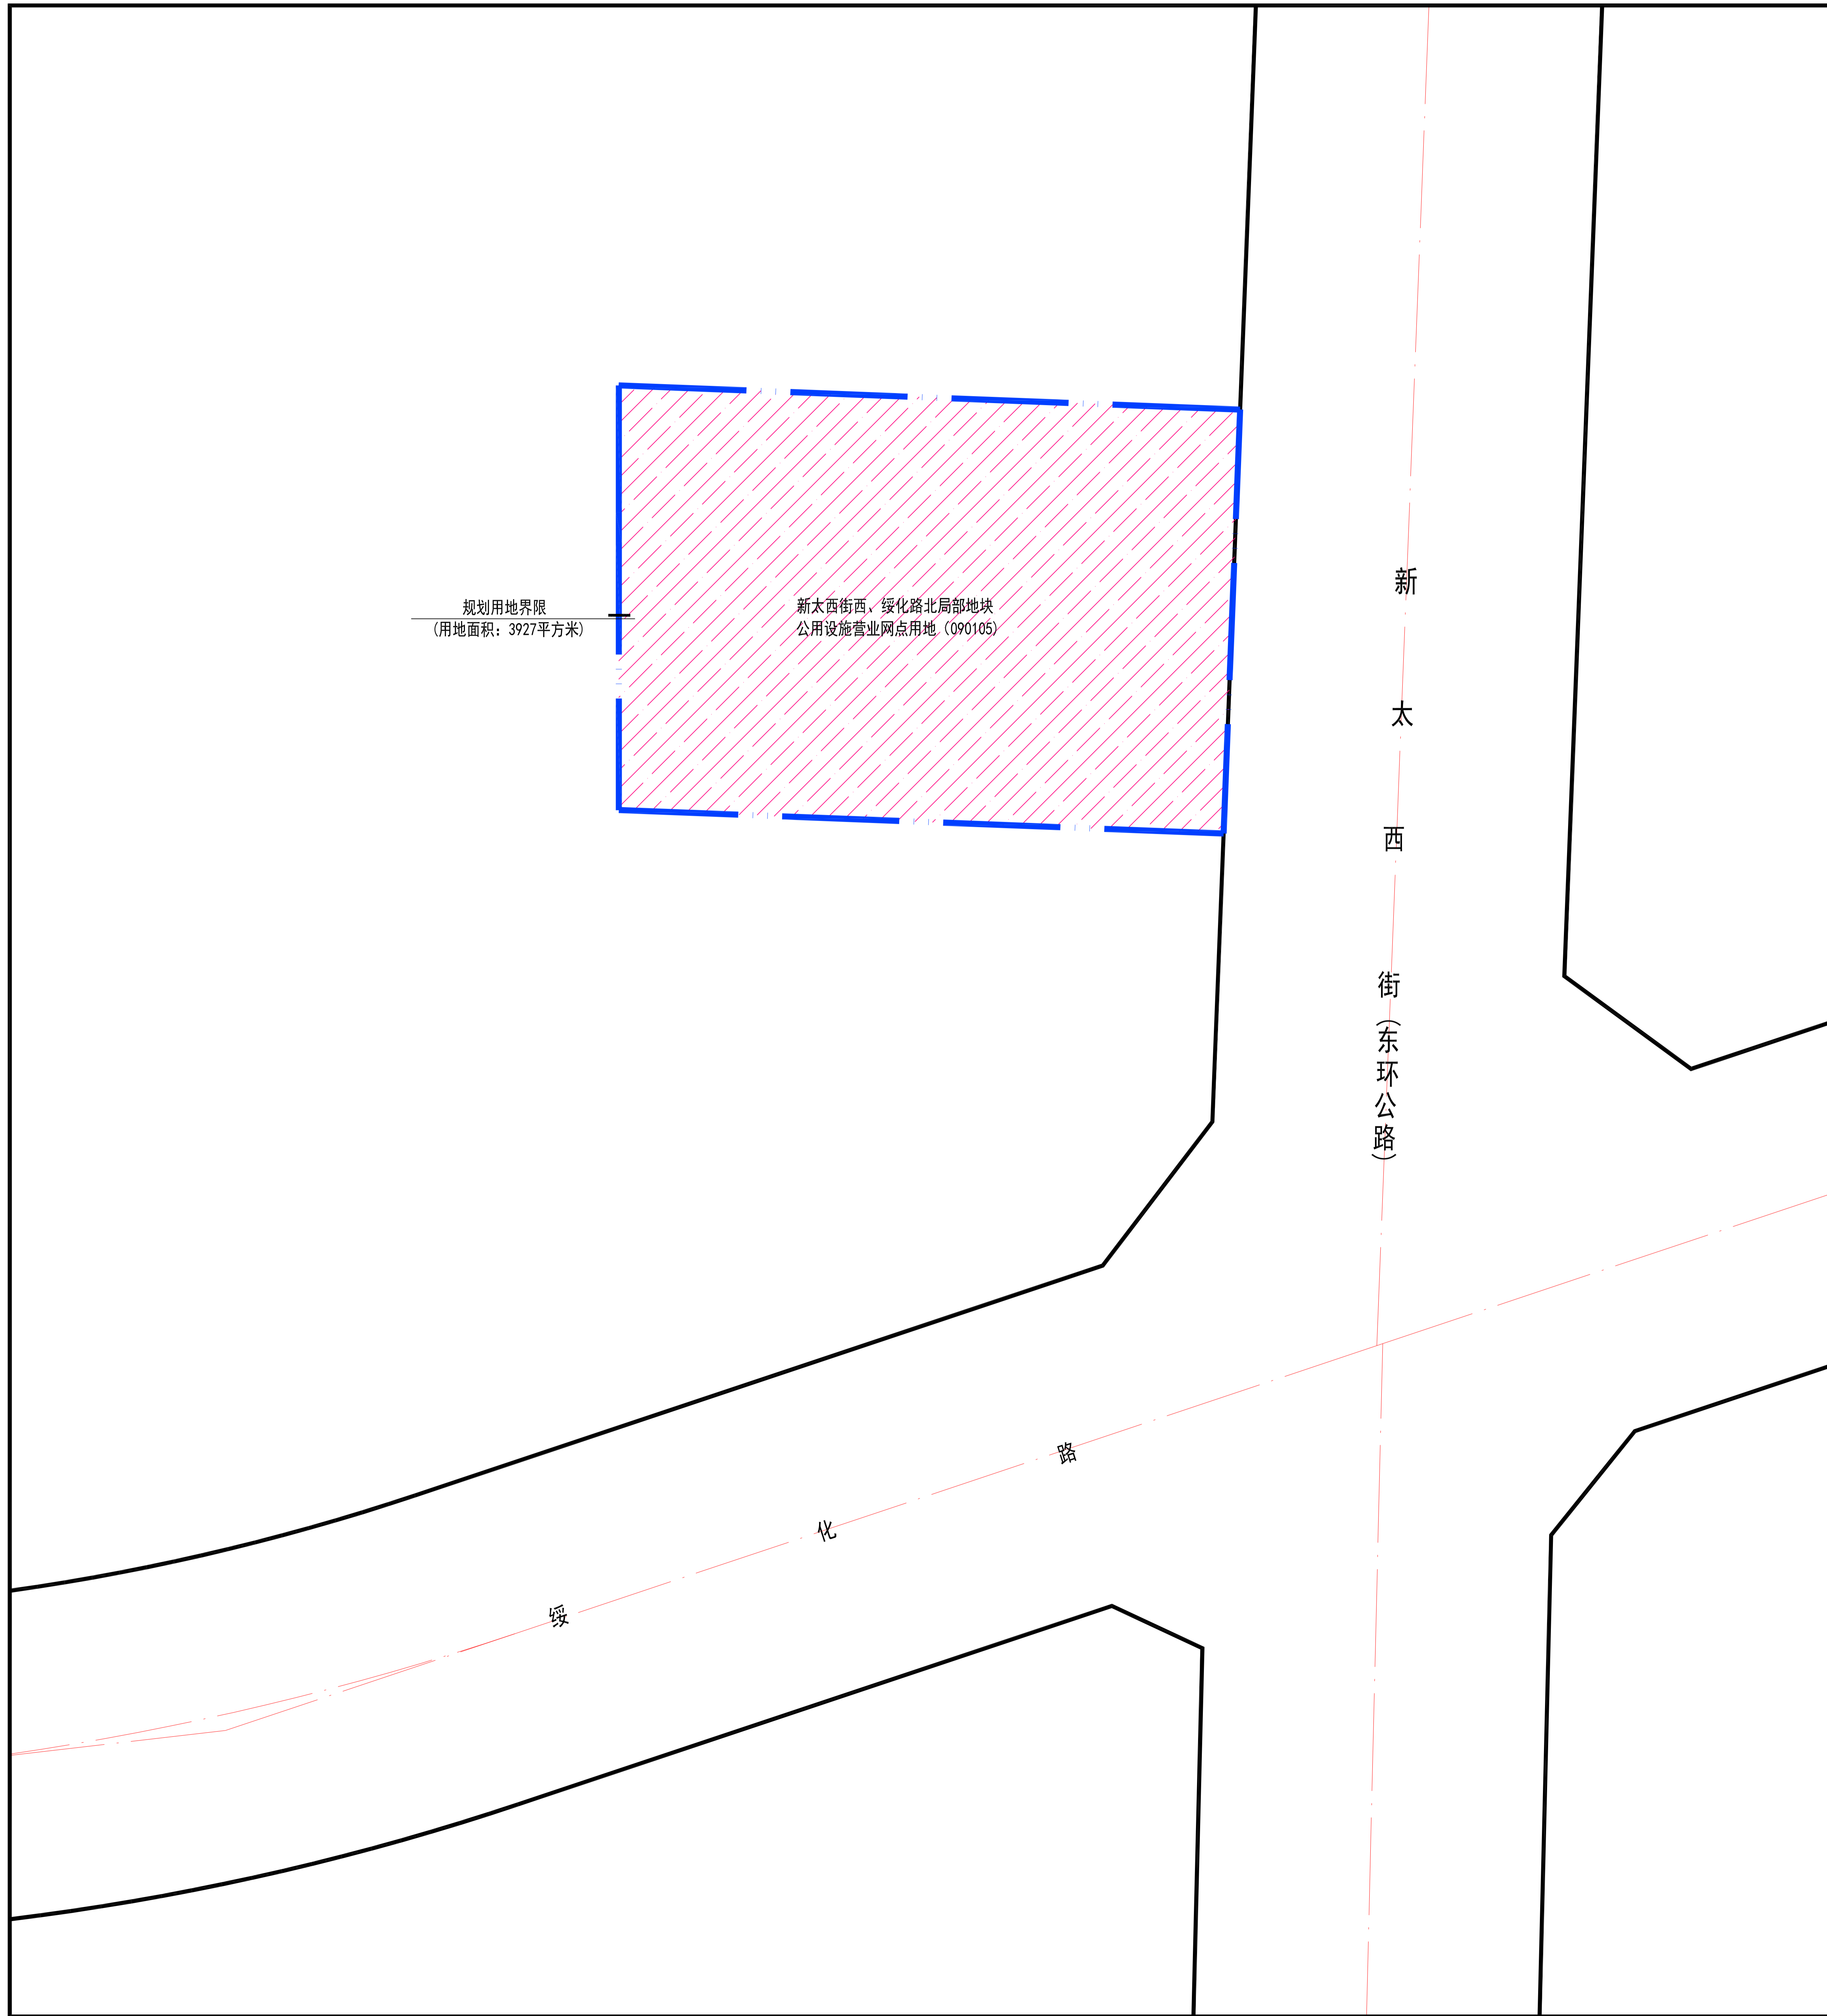 规划用地界限
(用地面积：3927平方米)
新太西街西、绥化路北局部地块
公用设施营业网点用地（090105）
新太西街（东环公路）
绥化路